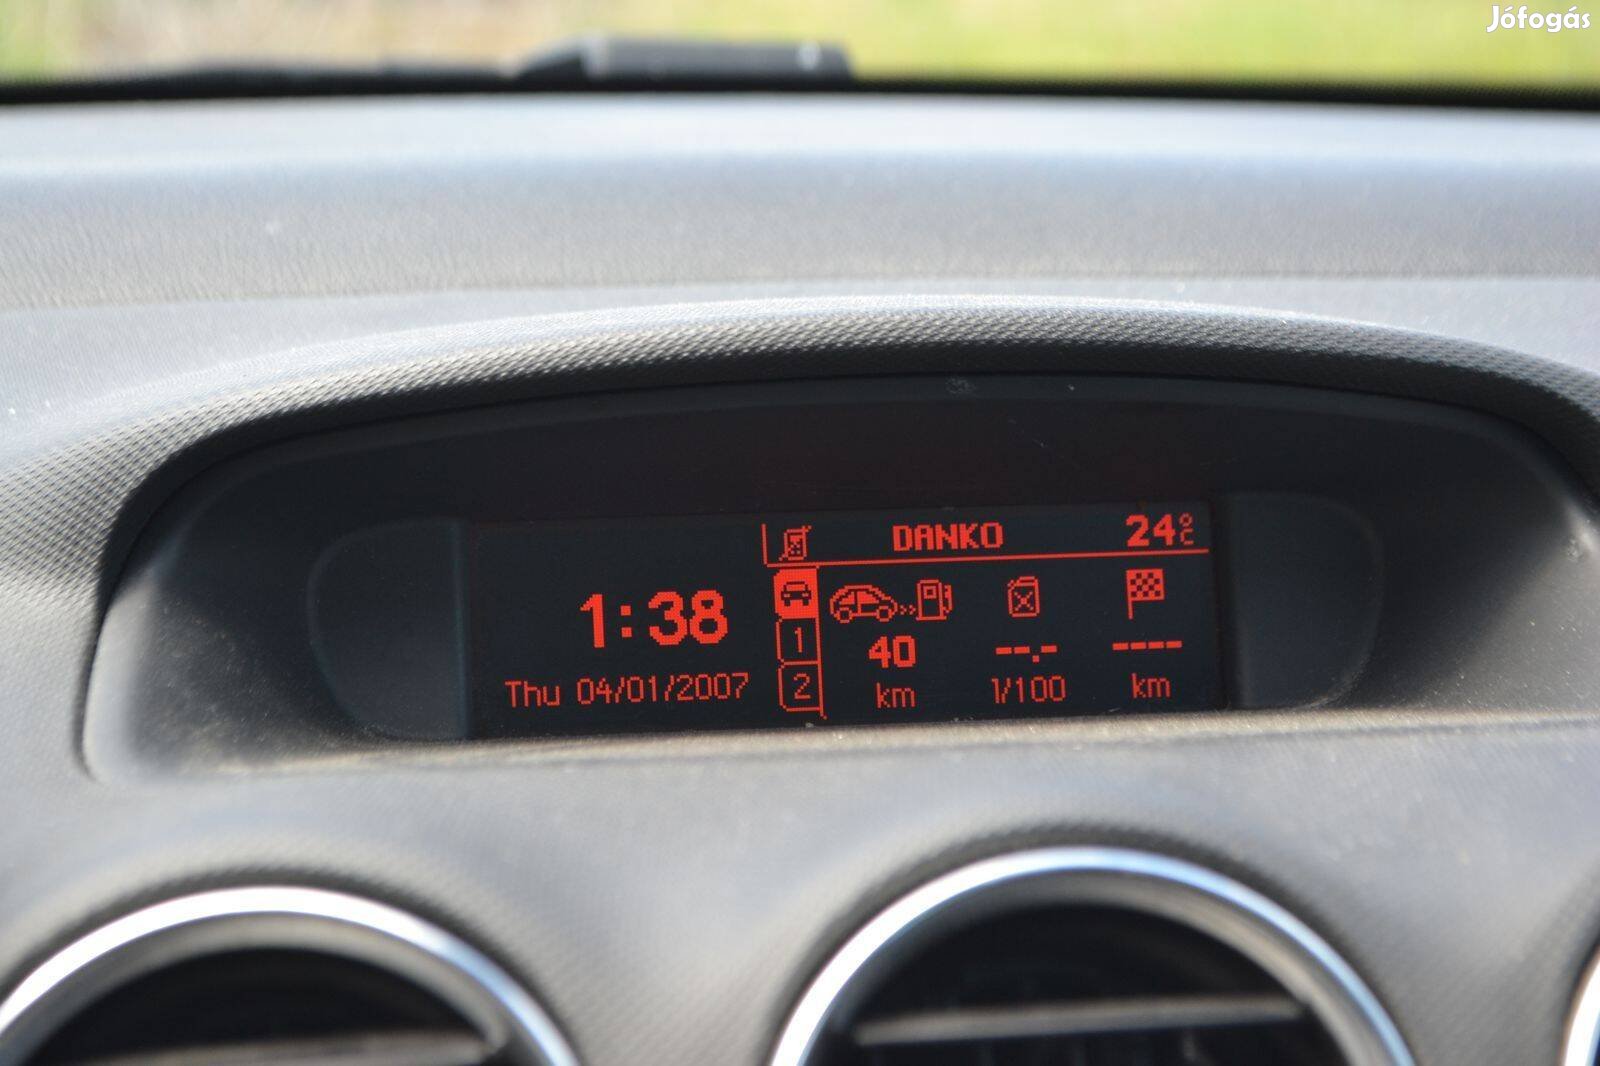 Jófogás
DANKO 24°C
1:38
1
40 --.- ----
Thu 04/01/2007
2
km l/100 km